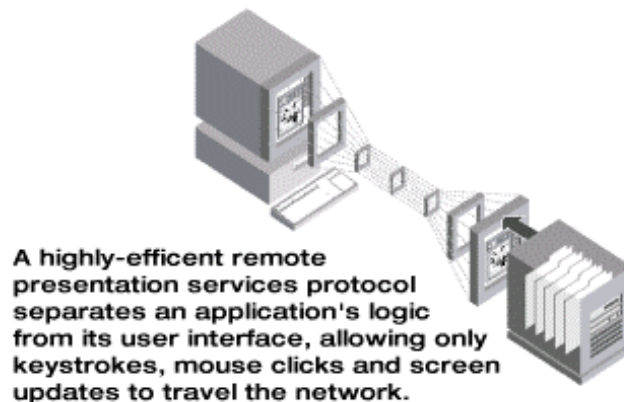 A highly-efficent remote
presentation services protocol
separates an application's logic
from its user interface, allowing only
keystrokes, mouse clicks and screen
updates to travel the network.